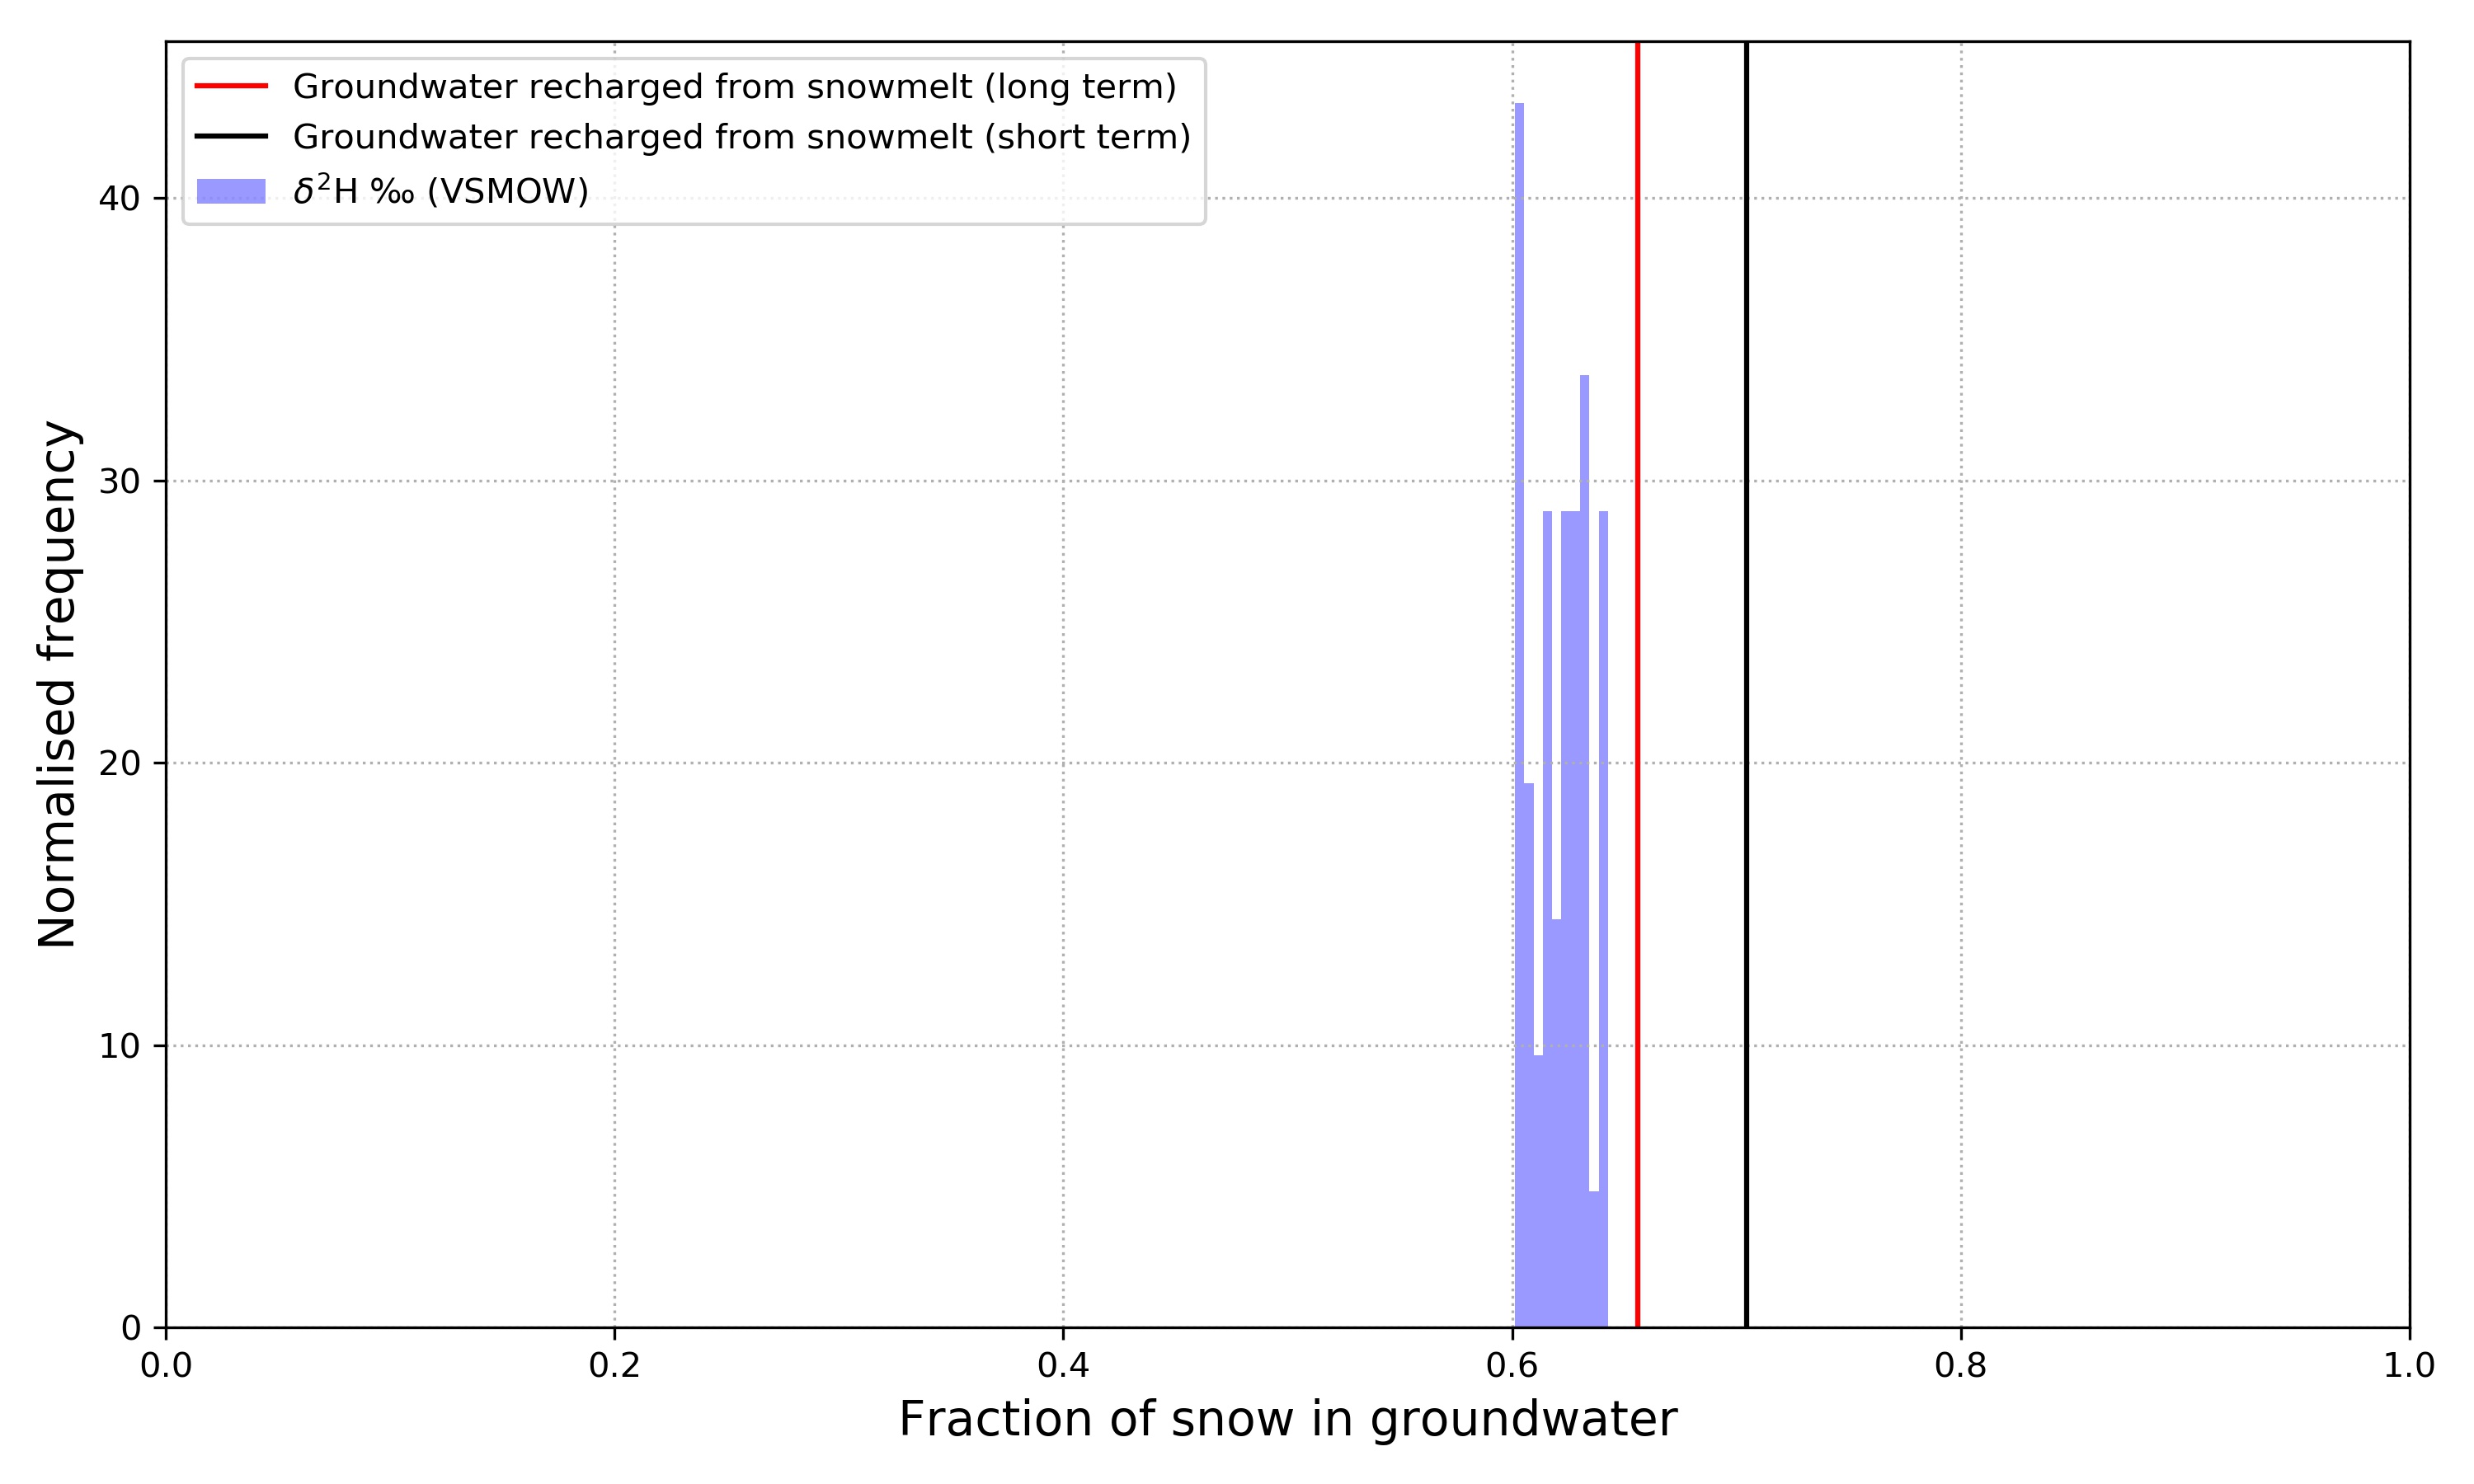 Groundwater recharged from snowmelt (long term)
Groundwater recharged from snowmelt (short term)
δ²H ‰ (VSMOW)
40
30
20
10
0
Normalised frequency
0.0 0.2 0.4 0.6 0.8 1.0
Fraction of snow in groundwater